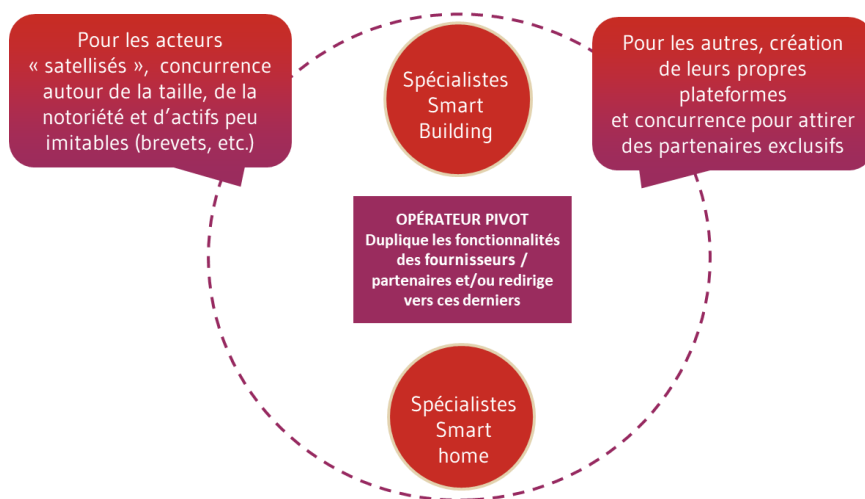 Pour les acteurs
« satellisés », concurrence
autour de la taille, de la
notoriété et d'actifs peu
imitables (brevets, etc.)
Spécialistes
Smart
Building
Pour les autres, création
de leurs propres
plateformes
et concurrence pour attirer
des partenaires exclusifs
OPÉRATEUR PIVOT
Duplique les fonctionnalités
des fournisseurs /
partenaires et/ou redirige
vers ces derniers
Spécialistes
Smart
home